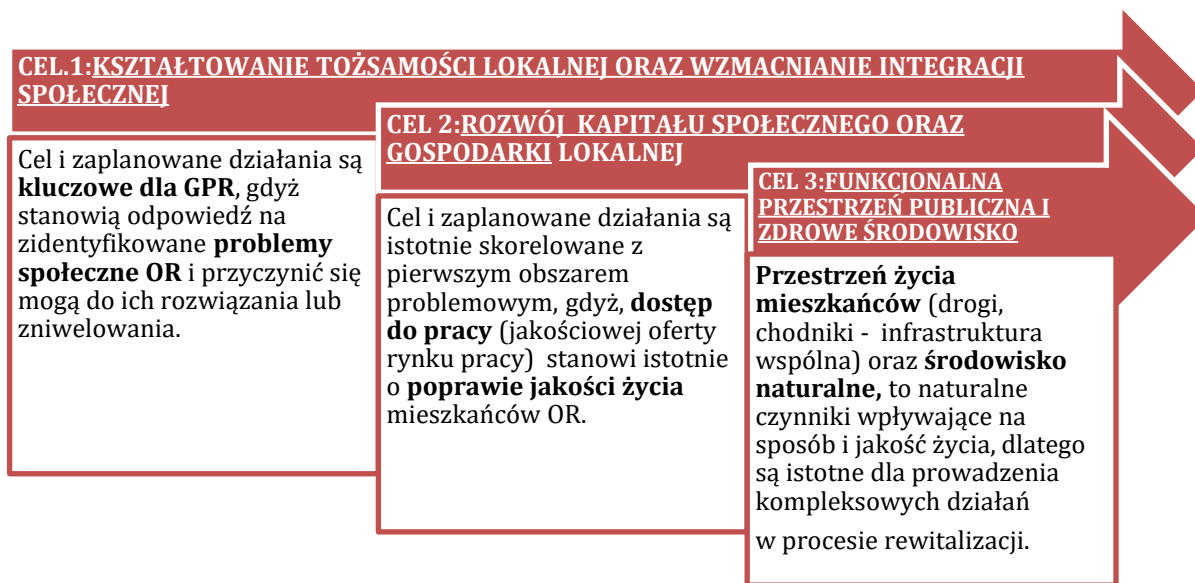 CEL.1:KSZTAŁTOWANIE TOŻSAMOŚCI LOKALNEJ ORAZ WZMACNIANIE INTEGRACJI
SPOŁECZNEJ
Cel i zaplanowane działania są
kluczowe dla GPR, gdyż
stanowią odpowiedź na
zidentyfikowane problemy
społeczne OR i przyczynić się
mogą do ich rozwiązania lub
zniwelowania.
CEL 2:ROZWÓJ KAPITAŁU SPOŁECZNEGO ORAZ
GOSPODARKI LOKALNEJ
Cel i zaplanowane działania są
istotnie skorelowane z
pierwszym obszarem
problemowym, gdyż, dostęp
do pracy (jakościowej oferty
rynku pracy) stanowi istotnie
o poprawie jakości życia
mieszkańców OR.
CEL 3:FUNKCJONALNA
PRZESTRZEŃ PUBLICZNA I
ZDROWE ŚRODOWISKO
Przestrzeń życia
mieszkańców (drogi,
chodniki - infrastruktura
wspólna) oraz środowisko
naturalne, to naturalne
czynniki wpływające na
sposób i jakość życia, dlatego
są istotne dla prowadzenia
kompleksowych działań
w procesie rewitalizacji.